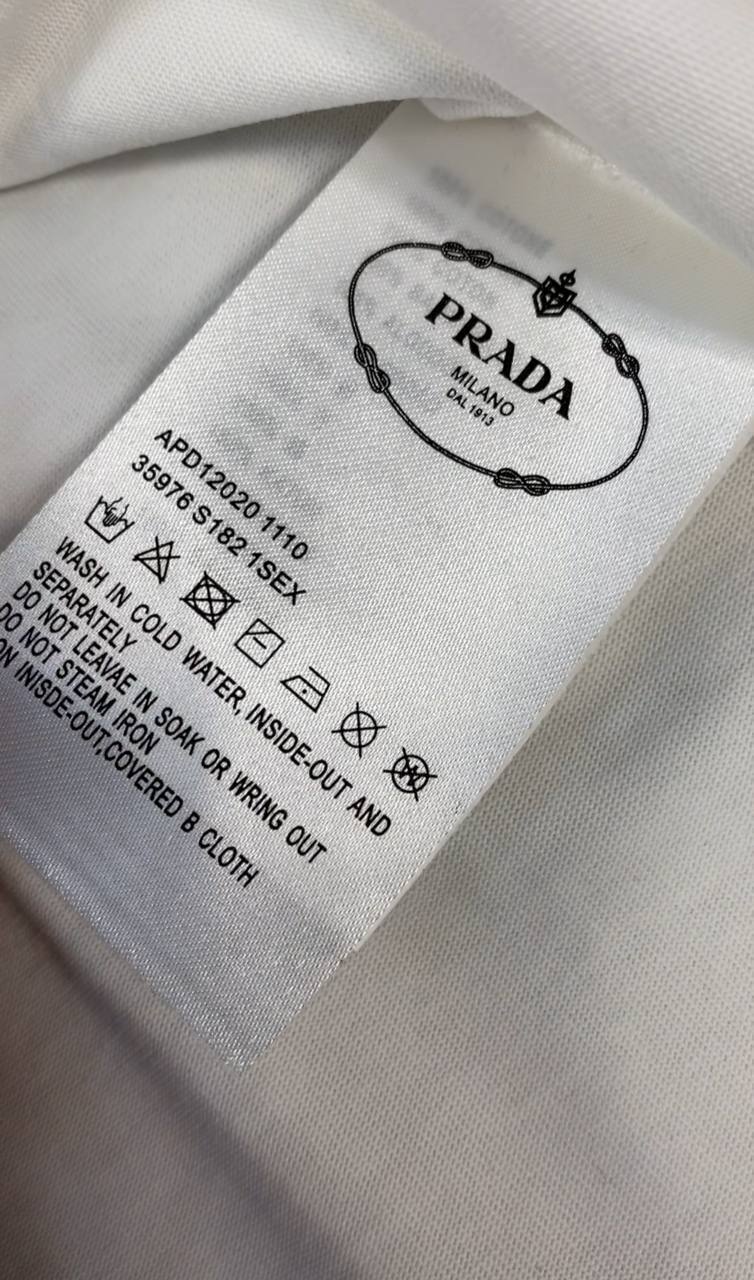 PRADA
MILANO
DAL 1913
APD12020 1110
35976 S182 1SEX
WASH IN COLD WATER, INSIDE-OUT AND
SEPARATELY
DO NOT LEAVAE IN SOAK OR WRING OUT
DO NOT STEAM IRON
ON INISDE-OUT,COVERED B CLOTH